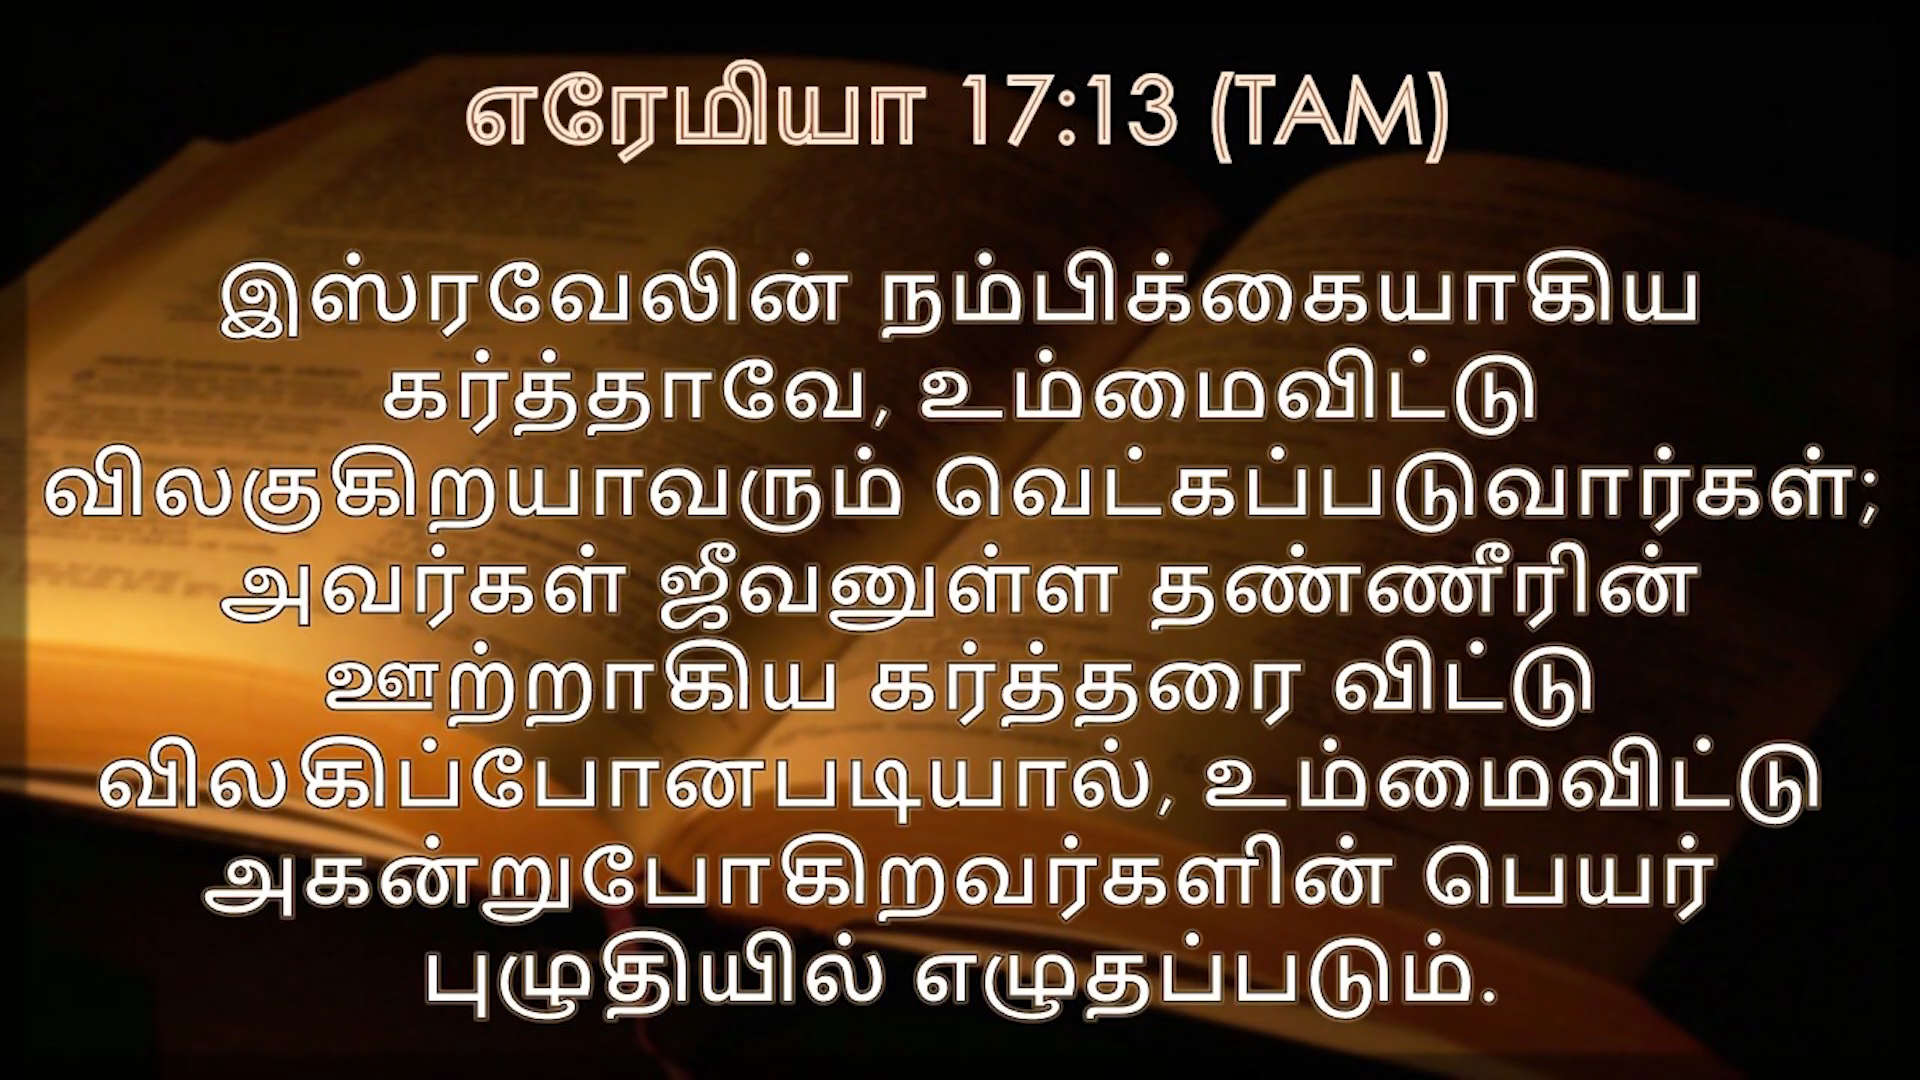 எரேமியா 17:13 (TAM)
இஸ்ரவேலின் நம்பிக்கையாகிய
கர்த்தாவே, உம்மைவிட்டு
விலகுகிறயாவரும் வெட்கப்படுவார்கள்;
அவர்கள் ஜீவனுள்ள தண்ணீரின்
ஊற்றாகிய கர்த்தரை விட்டு
விலகிப்போனபடியால், உம்மைவிட்டு
அகன்றுபோகிறவர்களின் பெயர்
புழுதியில் எழுதப்படும்.